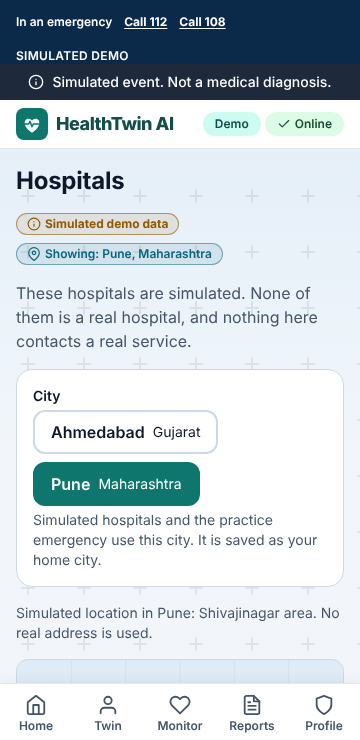 In an emergency Call 112 Call 108
SIMULATED DEMO
Simulated event. Not a medical diagnosis.
HealthTwin AI Demo Online
Hospitals
Simulated demo data
Showing: Pune, Maharashtra
These hospitals are simulated. None of
them is a real hospital, and nothing here
contacts a real service.
City
Ahmedabad Gujarat
Pune Maharashtra
Simulated hospitals and the practice
emergency use this city. It is saved as your
home city.
Simulated location in Pune: Shivajinagar area. No
real address is used.
Home Twin Monitor Reports Profile